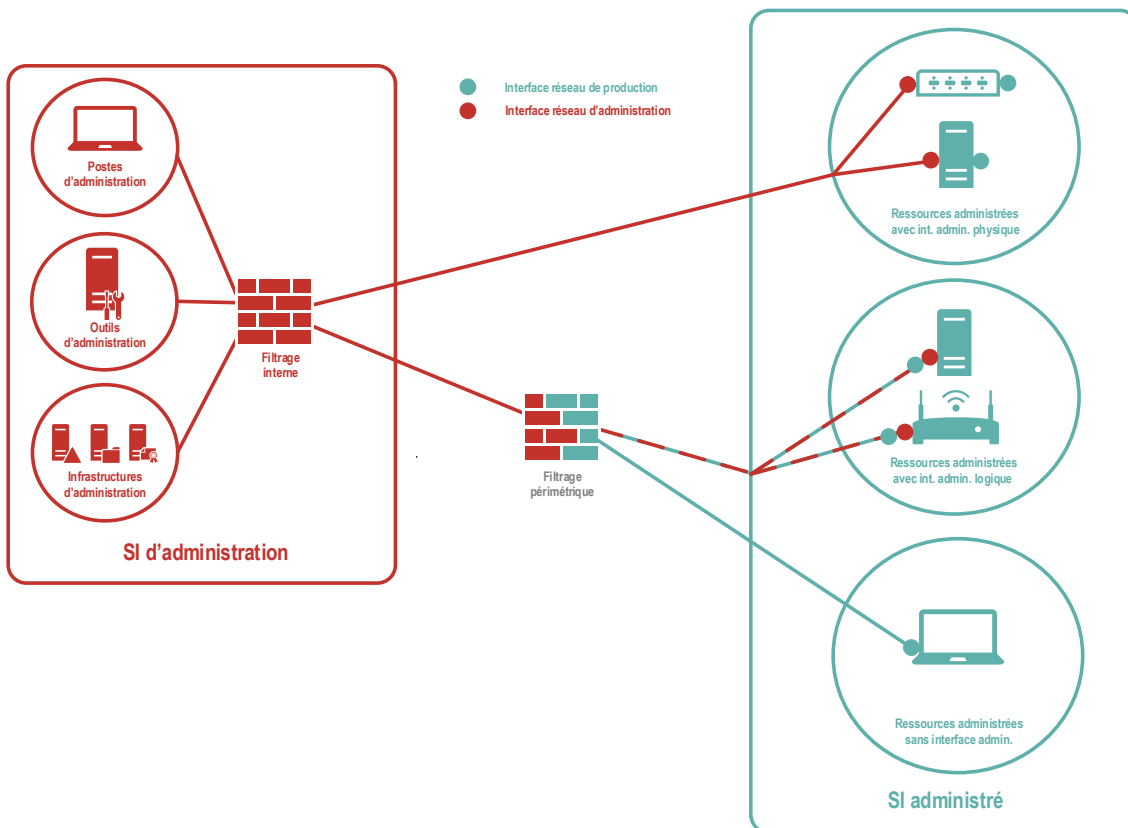 Interface réseau de production
Interface réseau d'administration
Postes
d'administration
Outils
d'administration
Infrastructures
d'administration
SI d'administration
Filtrage
interne
Filtrage
périmétrique
Ressources administrées
avec int. admin. physique
Ressources administrées
avec int. admin. logique
Ressources administrées
sans interface admin.
SI administré